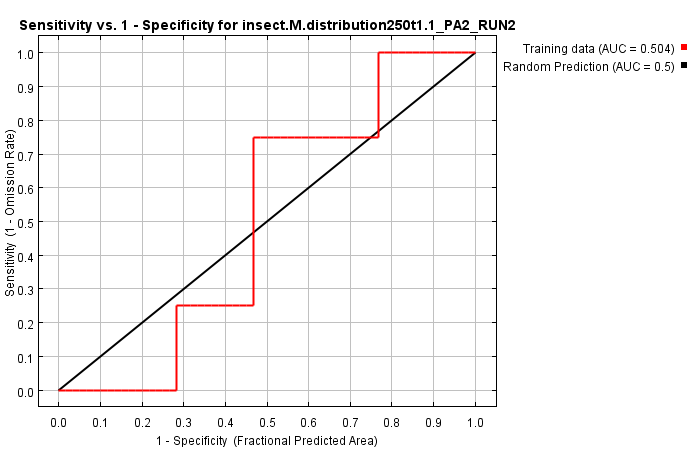 Sensitivity vs. 1 - Specificity for insect.M.distribution250t1.1_PA2_RUN2
Training data (AUC = 0.504)
Random Prediction (AUC = 0.5)
Sensitivity (1 - Omission Rate)
1.0
0.9
0.8
0.7
0.6
0.5
0.4
0.3
0.2
0.1
0.0
0.0 0.1 0.2 0.3 0.4 0.5 0.6 0.7 0.8 0.9 1.0
1 - Specificity (Fractional Predicted Area)